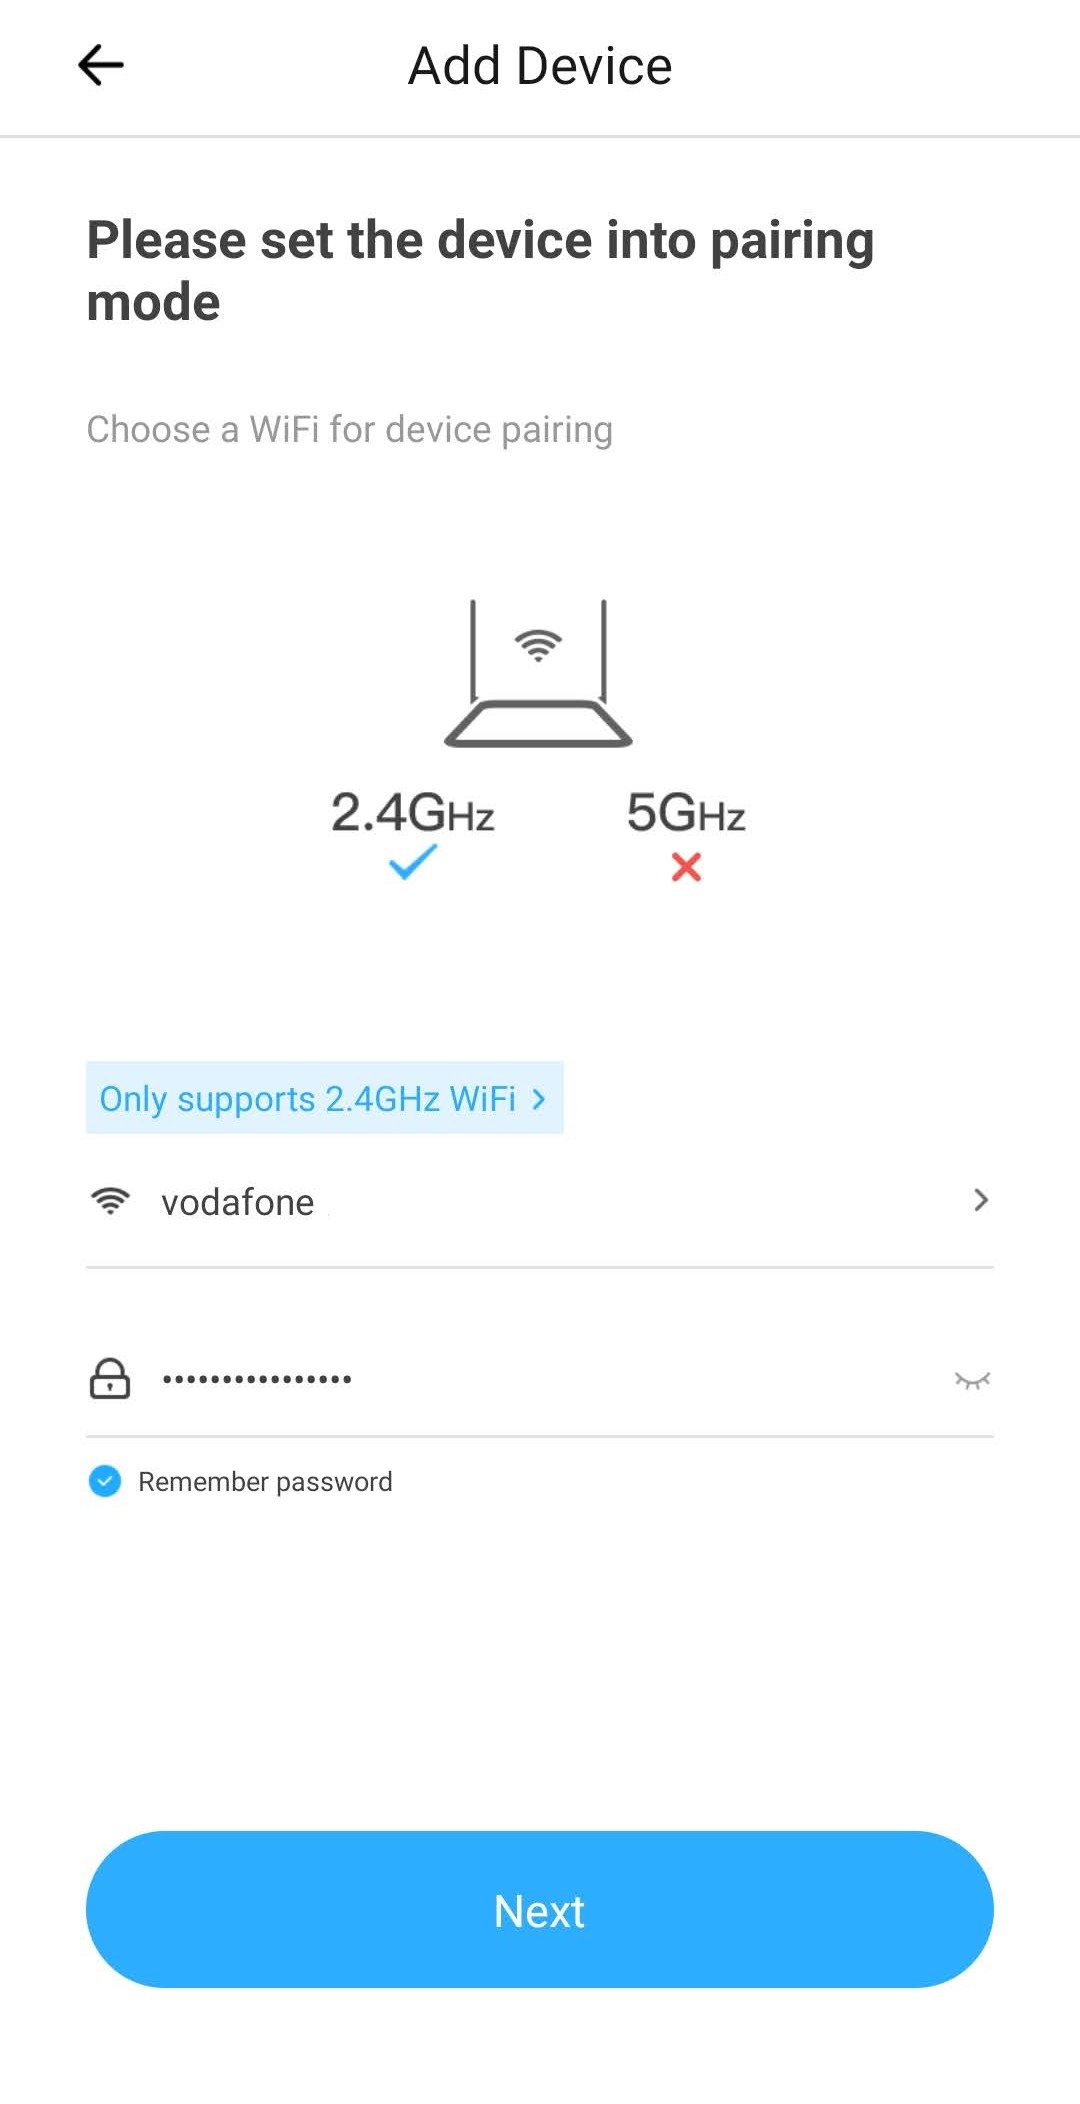 Add Device
Please set the device into pairing
mode
Choose a WiFi for device pairing
2.4GHz 5GHz
Only supports 2.4GHz WiFi >
vodafone
••••••••••••••••
Remember password
Next